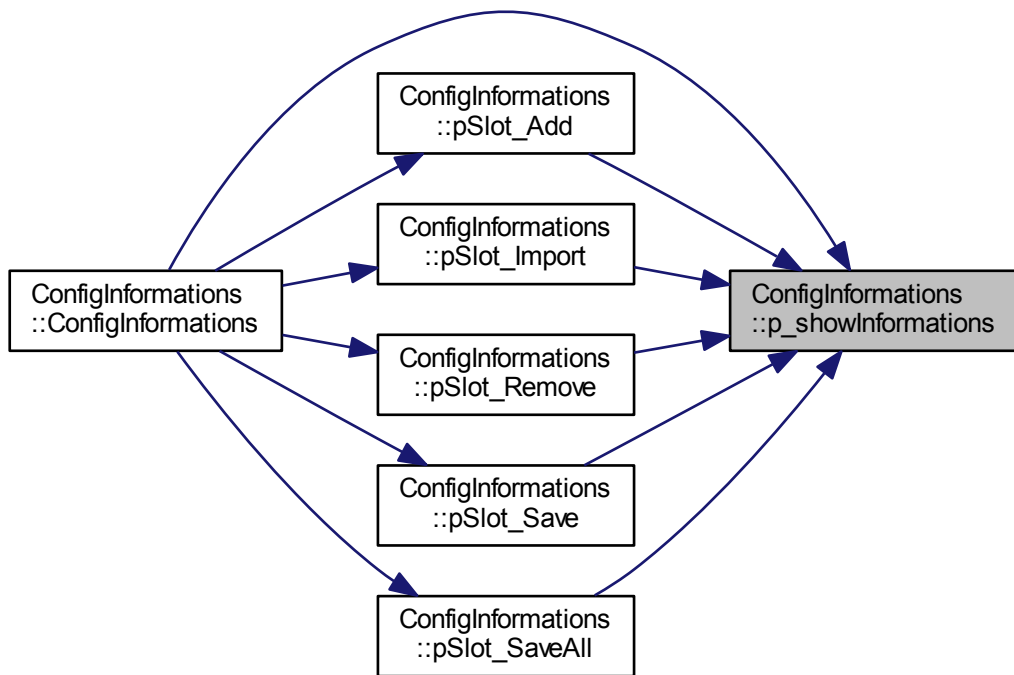 ConfigInformations
::pSlot_Add
ConfigInformations
::pSlot_Import
ConfigInformations
::ConfigInformations
ConfigInformations
::p_showInformations
ConfigInformations
::pSlot_Remove
ConfigInformations
::pSlot_Save
ConfigInformations
::pSlot_SaveAll